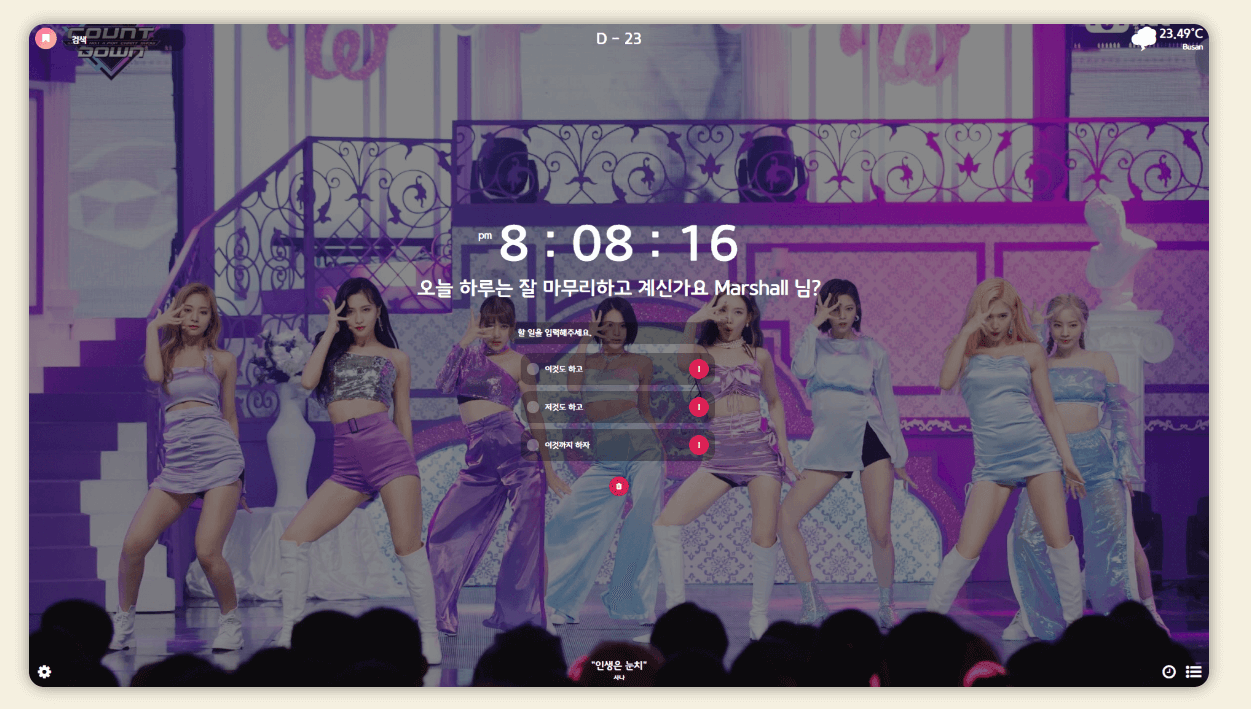 COUNT
DOWN
검색
D - 23
23.49°C
Busan
pm 8 : 08 : 16
오늘 하루는 잘 마무리하고 계신가요 Marshall 님?
할 일을 입력해주세요.
이것도 하고
저것도 하고
이것까지 하자
"인생은 눈치"
사나